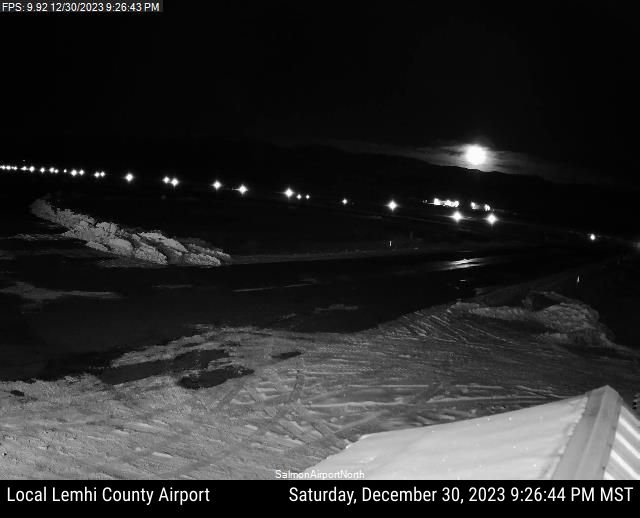 FPS: 9.92 12/30/2023 9:26:43 PM
SalmonAirportNorth
Local Lemhi County Airport Saturday, December 30, 2023 9:26:44 PM MST